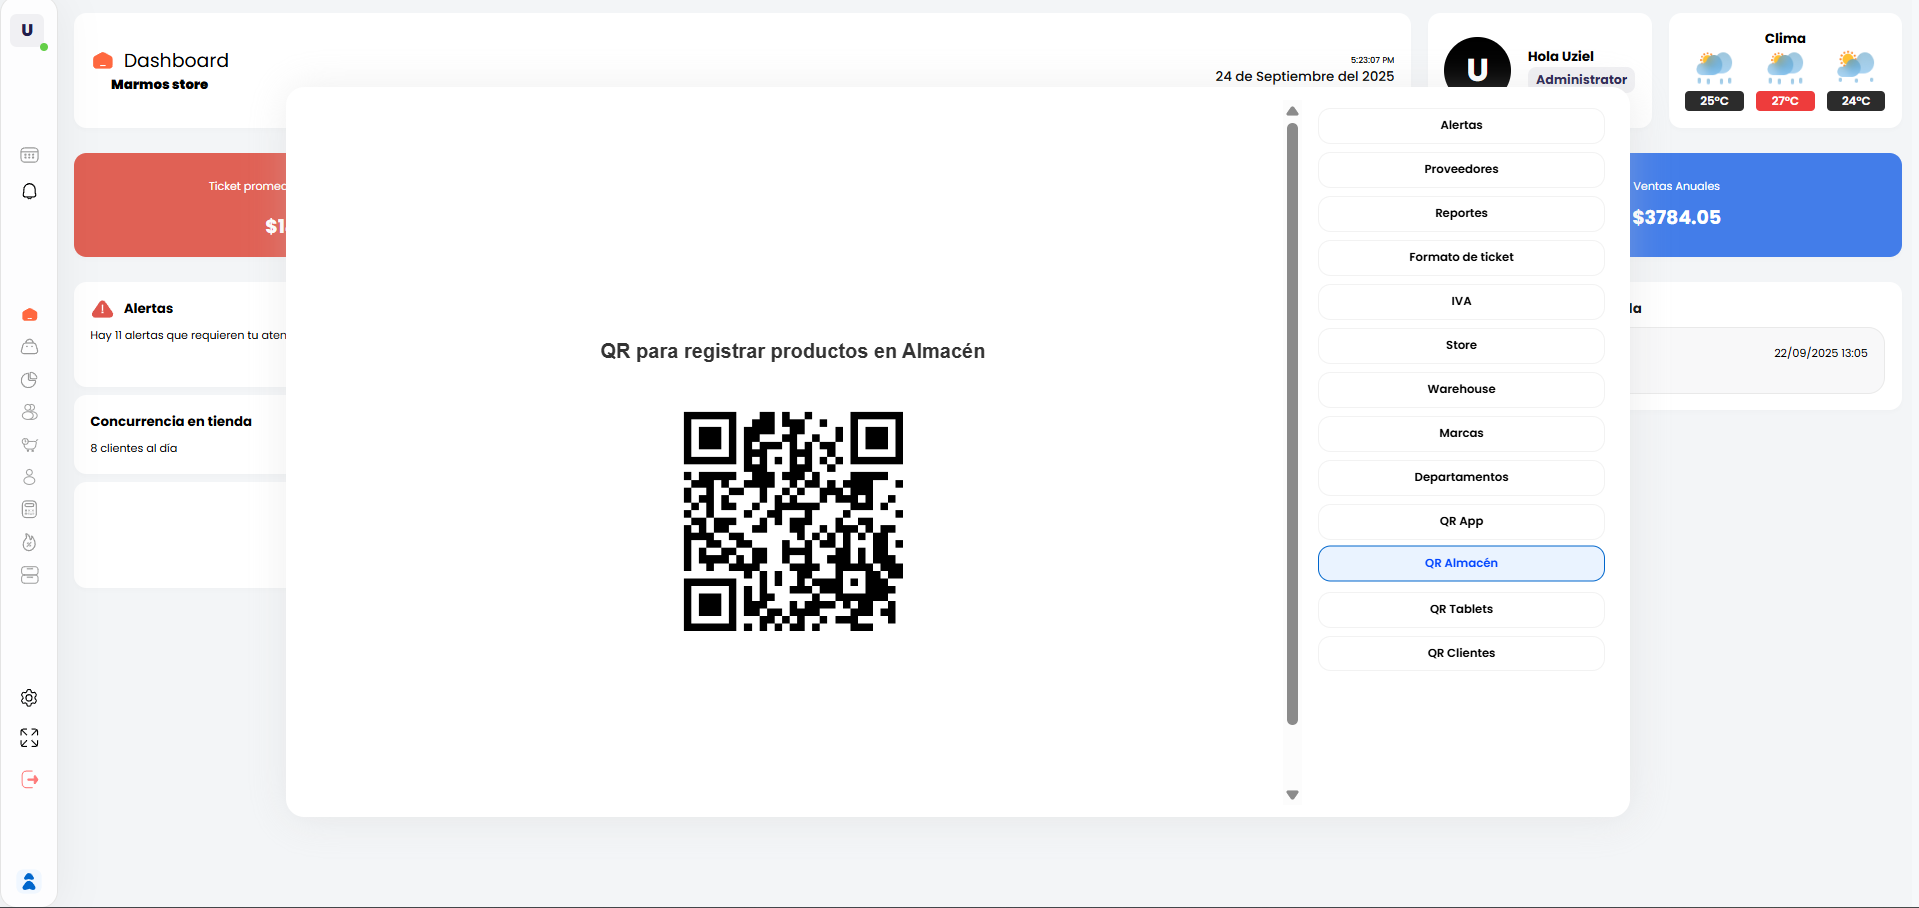 U
Dashboard
Marmos store
5:23:07 PM
24 de Septiembre del 2025
U
Hola Uziel
Administrator
Clima
25°C
27°C
24°C
Ticket
$1
Ventas Anuales
$3784.05
Alertas
Hay 11 alertas que requieren tu
22/09/2025 13:05
Concurrencia en tienda
8 clientes al día
QR para registrar productos en Almacén
Alertas
Proveedores
Reportes
Formato de ticket
IVA
Store
Warehouse
Marcas
Departamentos
QR App
QR Almacén
QR Tablets
QR Clientes